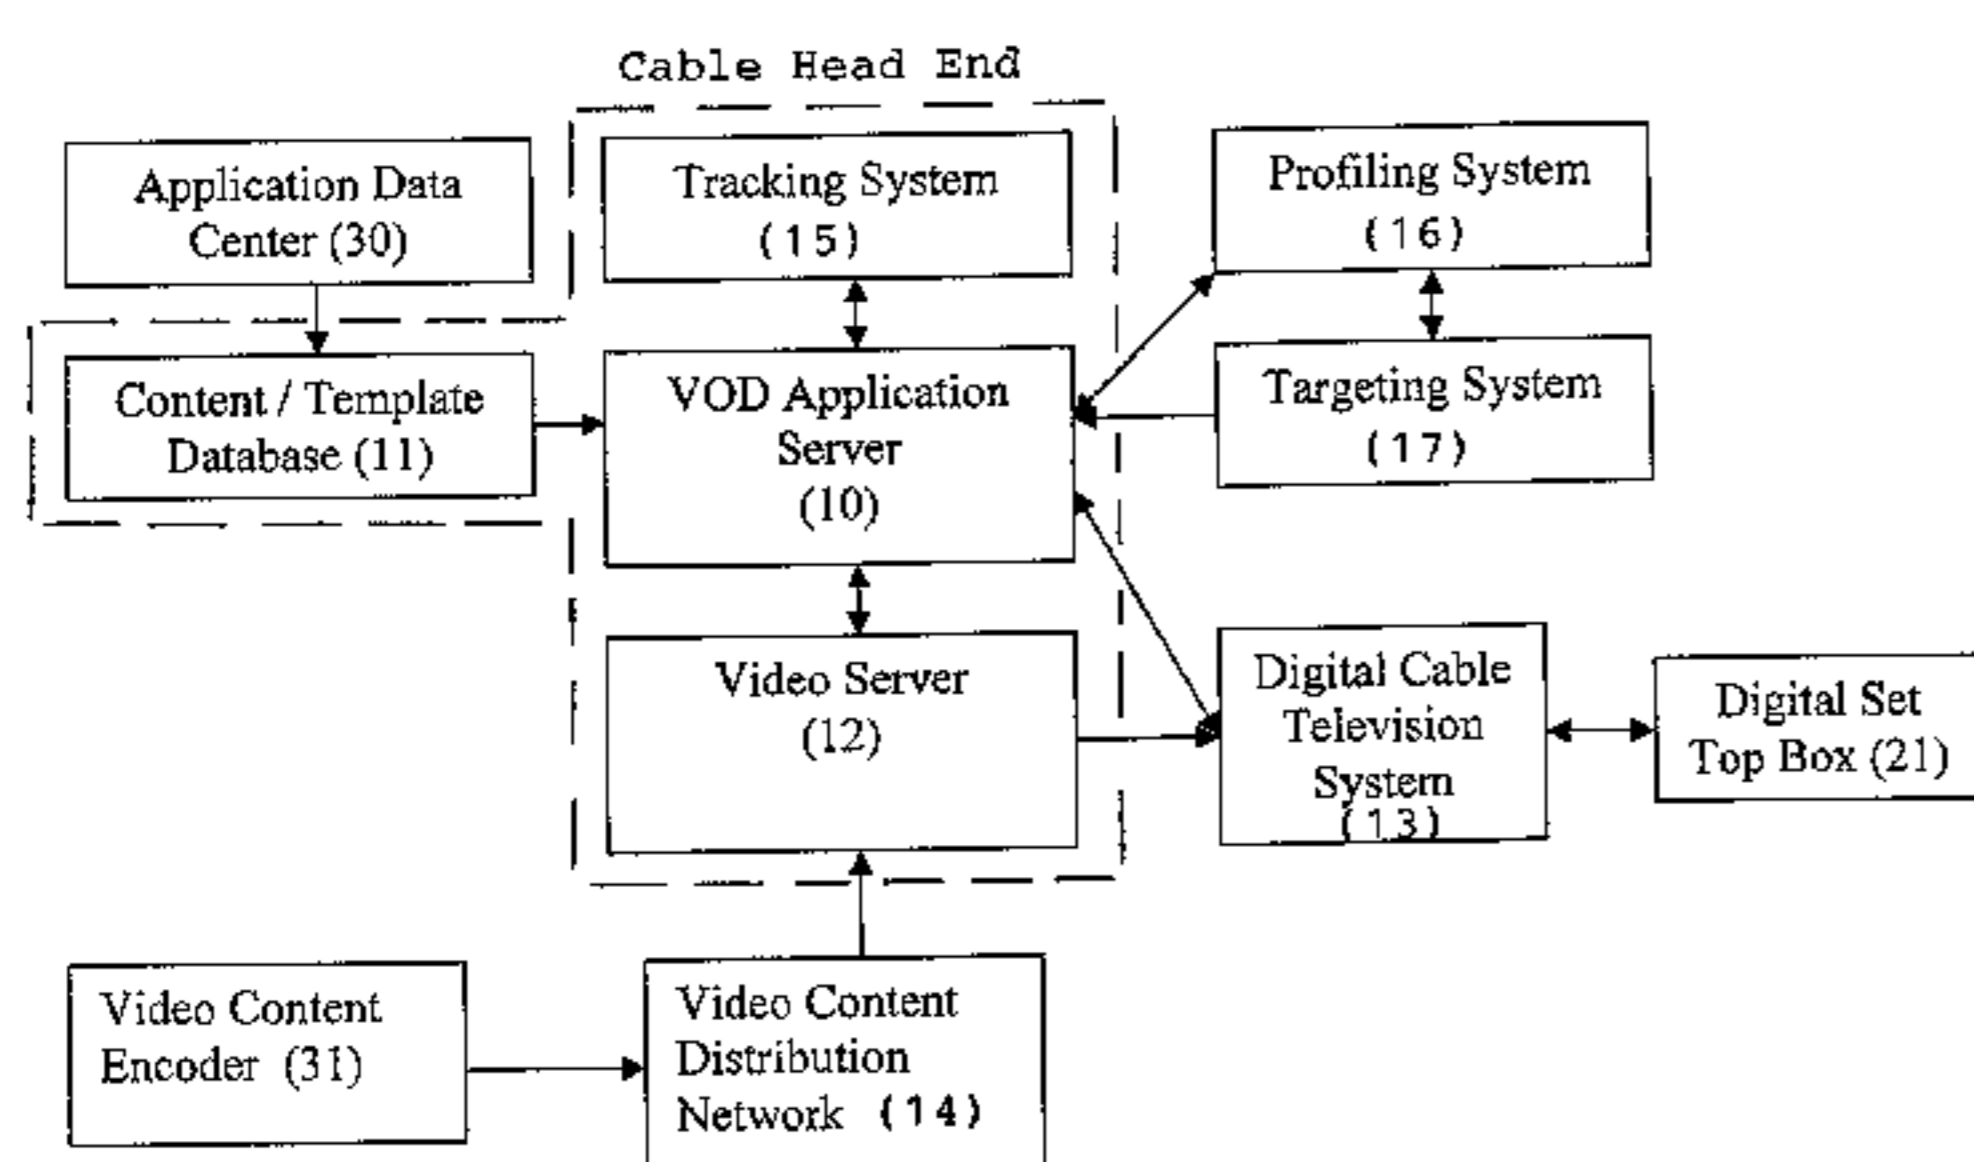 Cable Head End
Application Data
Center (30)
Tracking System
(15)
Profiling System
(16)
Content / Template
Database (11)
VOD Application
Server
(10)
Targeting System
(17)
Video Server
(12)
Digital Cable
Television
System
(13)
Digital Set
Top Box (21)
Video Content
Encoder (31)
Video Content
Distribution
Network (14)